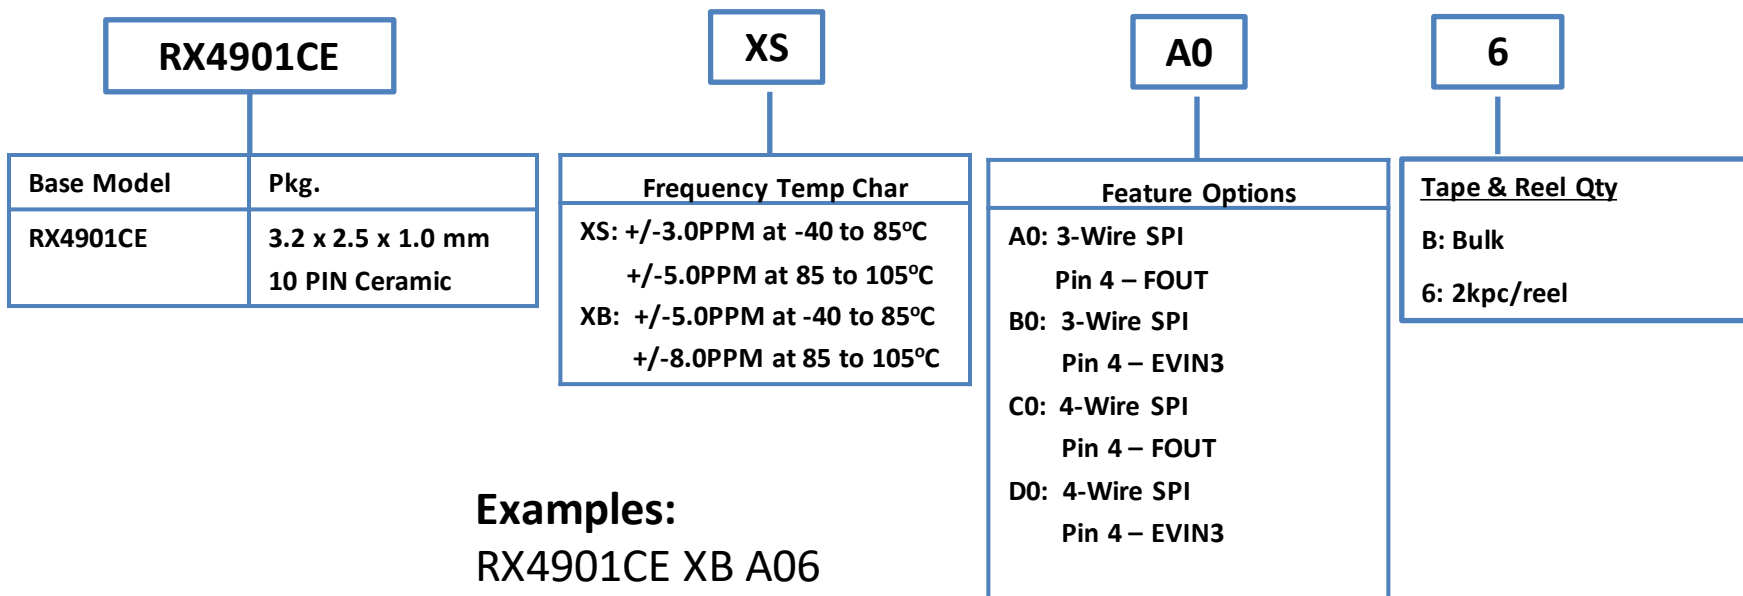 RX4901CE
XS
A0
6
Base Model
Pkg.
RX4901CE
3.2 x 2.5 x 1.0 mm
10 PIN Ceramic
Frequency Temp Char
XS: +/-3.0PPM at -40 to 85ºC
+/-5.0PPM at 85 to 105ºC
XB: +/-5.0PPM at -40 to 85ºC
+/-8.0PPM at 85 to 105ºC
Feature Options
A0: 3-Wire SPI
Pin 4 – FOUT
B0: 3-Wire SPI
Pin 4 – EVIN3
C0: 4-Wire SPI
Pin 4 – FOUT
D0: 4-Wire SPI
Pin 4 – EVIN3
Tape & Reel Qty
B: Bulk
6: 2kpc/reel
Examples:
RX4901CE XB A06